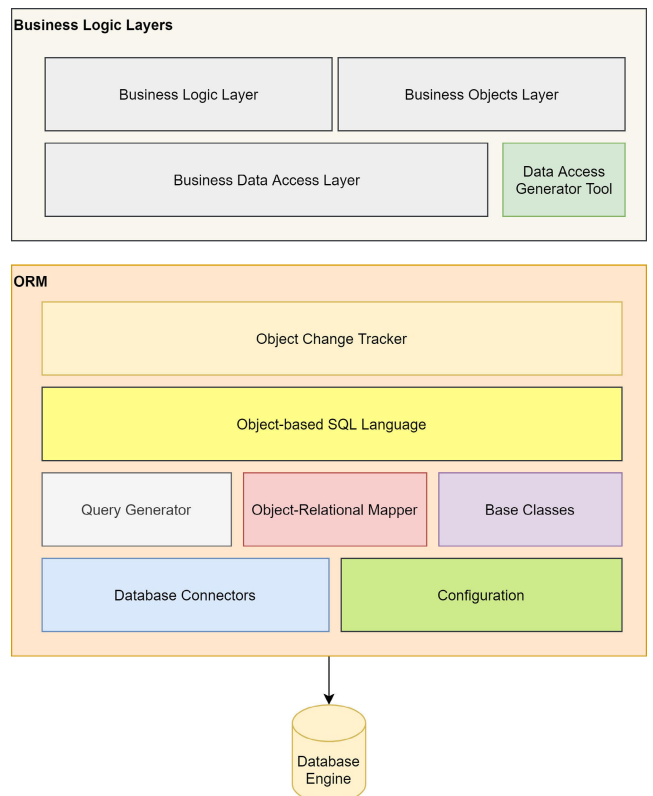 Business Logic Layers
Business Logic Layer
Business Objects Layer
Business Data Access Layer
Data Access
Generator Tool
ORM
Object Change Tracker
Object-based SQL Language
Query Generator
Object-Relational Mapper
Base Classes
Database Connectors
Configuration
Database
Engine